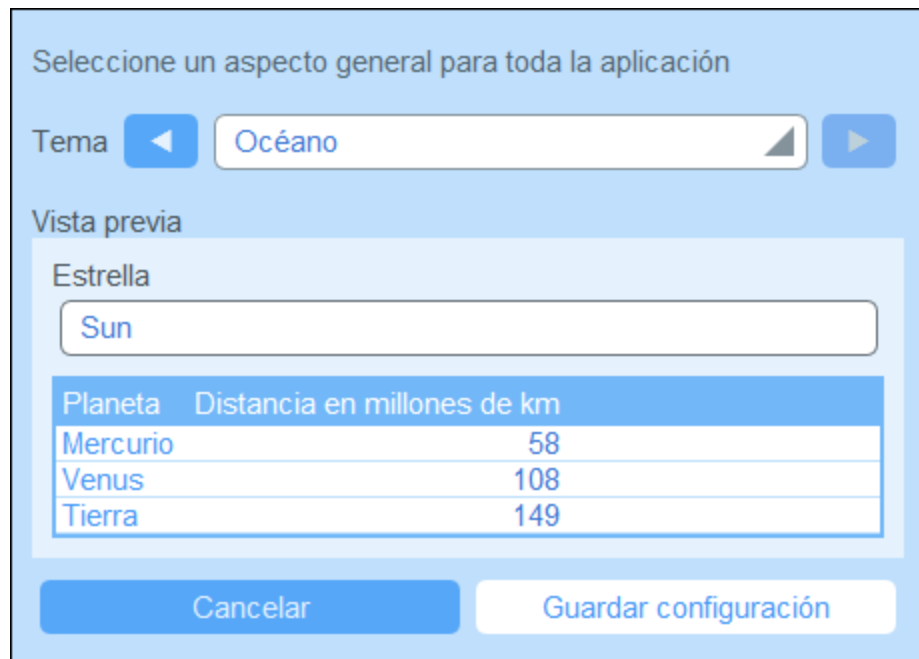 Seleccione un aspecto general para toda la aplicación
Tema Océano
Vista previa
Estrella
Sun
Planeta Distancia en millones de km
Mercurio 58
Venus 108
Tierra 149
Cancelar Guardar configuración